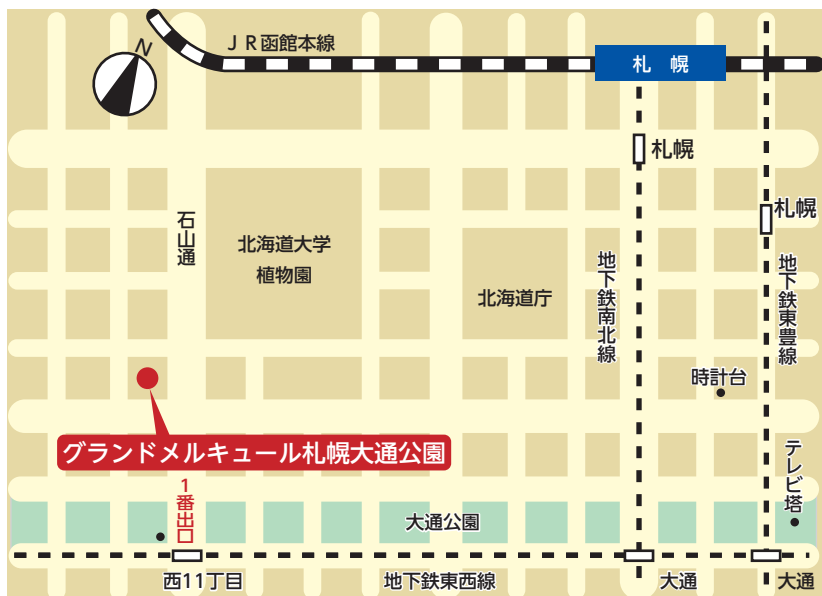 JR函館本線
N
札幌
札幌
札幌
石山通
北海道大学
植物園
北海道庁
地下鉄南北線
地下鉄東豊線
時計台
グランドメルキュール札幌大通公園
1番出口
大通公園
テレビ塔
西11丁目
地下鉄東西線
大通
大通